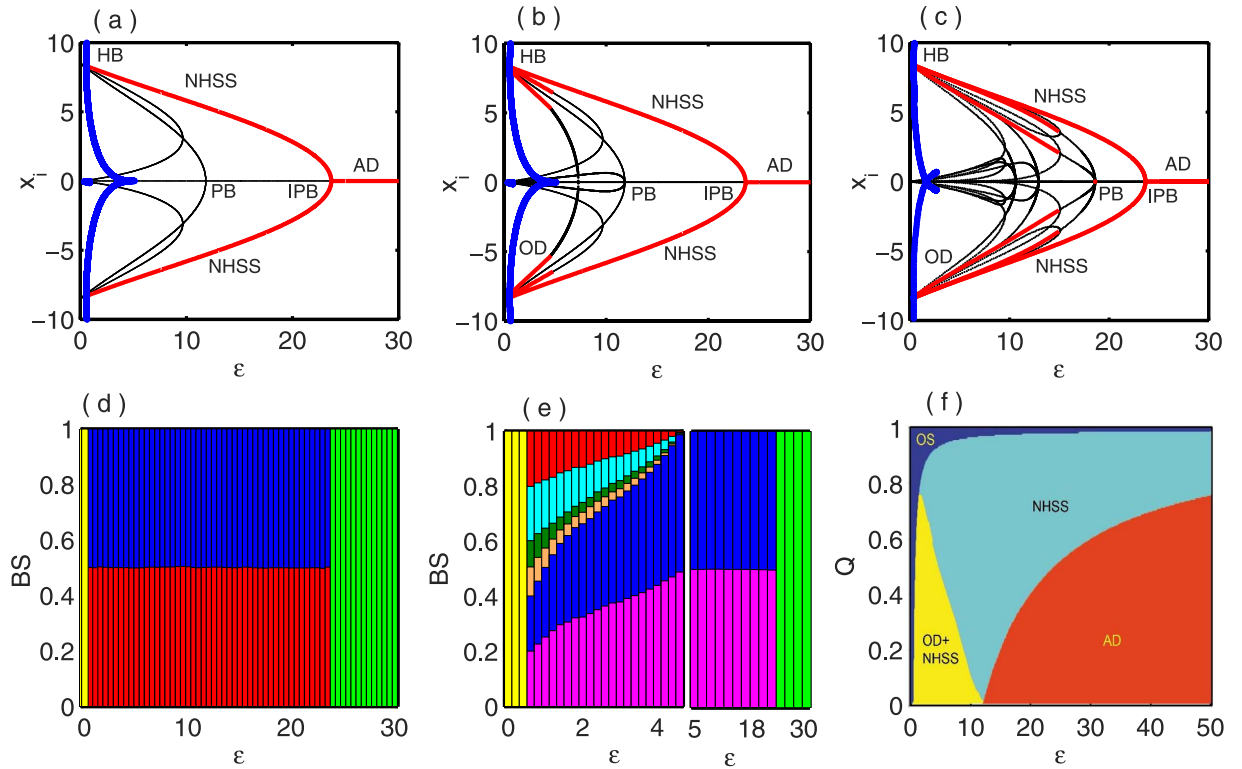 ( a )
10
5
0
−5
−10
x_i
HB
NHSS
AD
PB
IPB
NHSS
0 10 20 30
ε
( b )
10
5
0
−5
−10
x_i
HB
NHSS
AD
PB
IPB
OD
NHSS
0 10 20 30
ε
( c )
10
5
0
−5
−10
x_i
HB
NHSS
AD
PB
IPB
OD
NHSS
0 10 20 30
ε
( d )
1
0.8
0.6
0.4
0.2
0
BS
0 10 20 30
ε
( e )
1
0.8
0.6
0.4
0.2
0
BS
0 2 4
ε
5 18 30
ε
( f )
1
0.8
0.6
0.4
0.2
0
Q
OS
NHSS
OD+
NHSS
AD
0 10 20 30 40 50
ε